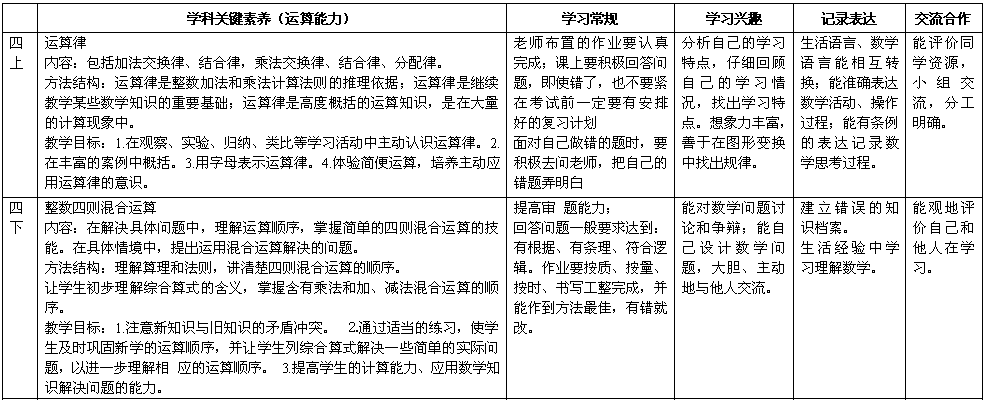 学科关键素养（运算能力）
学习常规
学习兴趣
记录表达
交流合作
四
上
运算律
内容：包括加法交换律、结合律，乘法交换律、结合律、分配律。
方法结构：运算律是整数加法和乘法计算法则的推理依据；运算律是继续
教学某些数学知识的重要基础；运算律是高度概括的运算知识，是在大量
的计算现象中。
教学目标：1.在观察、实验、归纳、类比等学习活动中主动认识运算律。2.
在丰富的案例中概括。3.用字母表示运算律。4.体验简便运算，培养主动应
用运算律的意识。
老师布置的作业要认真
完成；课上要积极回答问
题，即使错了，也不要紧
在考试前一定要有安排
好的复习计划
面对自己做错的题时，要
积极去问老师，把自己的
错题弄明白
分析自己的学习
特点，仔细回顾
自己的学习情
况，找出学习特
点。想象力丰富，
善于在图形变换
中找出规律。
生活语言、数学
语言能相互转
换；能准确表达
数学活动、操作
过程；能有条例
的表达记录数
学思考过程。
能评价同
学资源，
小组交
流，分工
明确。
四
下
整数四则混合运算
内容：在解决具体问题中，理解运算顺序，掌握简单的四则混合运算的技
能。在具体情境中，提出运用混合运算解决的问题。
方法结构：理解算理和法则，讲清楚四则混合运算的顺序。
让学生初步理解综合算式的含义，掌握含有乘法和加、减法混合运算的顺
序。
教学目标：1.注意新知识与旧知识的矛盾冲突。 2.通过适当的练习，使学
生及时巩固新学的运算顺序，并让学生列综合算式解决一些简单的实际问
题，以进一步理解相 应的运算顺序。 3.提高学生的计算能力、应用数学知
识解决问题的能力。
提高审 题能力；
回答问题一般要求达到：
有根据、有条理、符合逻
辑。作业要按质、按量、
按时、书写工整完成，并
能作到方法最佳，有错就
改。
能对数学问题讨
论和争辩；能自
己设计数学问
题，大胆、主动
地与他人交流。
建立错误的知
识档案。
生活经验中学
习理解数学。
能观地评
价自己和
他人在学
习。